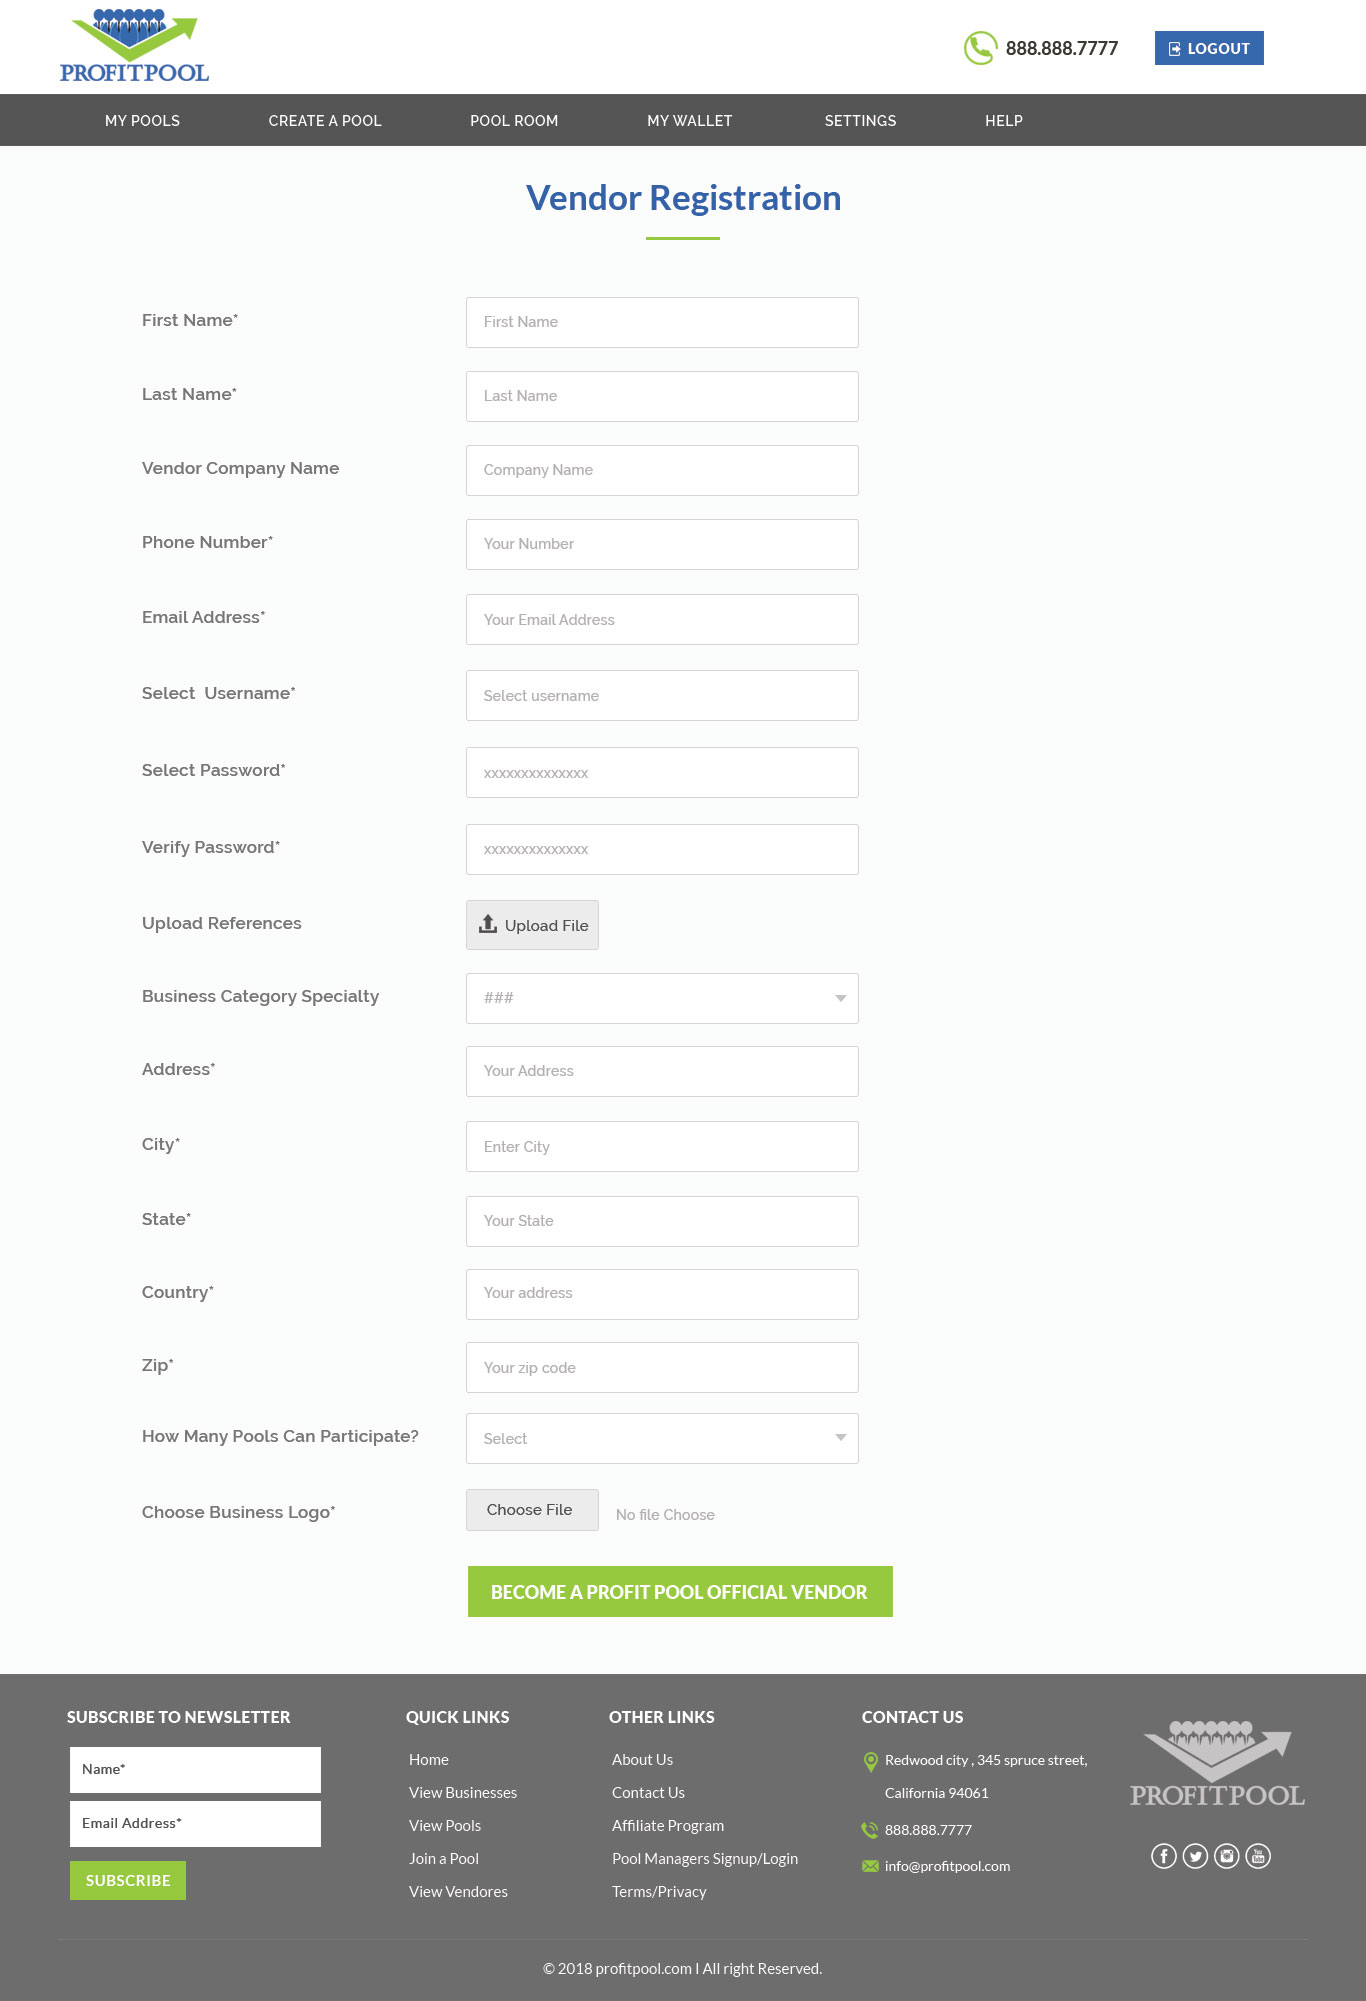 PROFITPOOL
888.888.7777
LOGOUT
MY POOLS CREATE A POOL POOL ROOM MY WALLET SETTINGS HELP
Vendor Registration
First Name* First Name
Last Name* Last Name
Vendor Company Name Company Name
Phone Number* Your Number
Email Address* Your Email Address
Select  Username* Select username
Select Password* xxxxxxxxxxxxxx
Verify Password* xxxxxxxxxxxxxx
Upload References Upload File
Business Category Specialty ###
Address* Your Address
City* Enter City
State* Your State
Country* Your address
Zip* Your zip code
How Many Pools Can Participate? Select
Choose Business Logo* Choose File No file Choose
BECOME A PROFIT POOL OFFICIAL VENDOR
SUBSCRIBE TO NEWSLETTER
Name*
Email Address*
SUBSCRIBE
QUICK LINKS
Home
View Businesses
View Pools
Join a Pool
View Vendores
OTHER LINKS
About Us
Contact Us
Affiliate Program
Pool Managers Signup/Login
Terms/Privacy
CONTACT US
Redwood city , 345 spruce street,
California 94061
888.888.7777
info@profitpool.com
PROFITPOOL
You
Tube
© 2018 profitpool.com I All right Reserved.